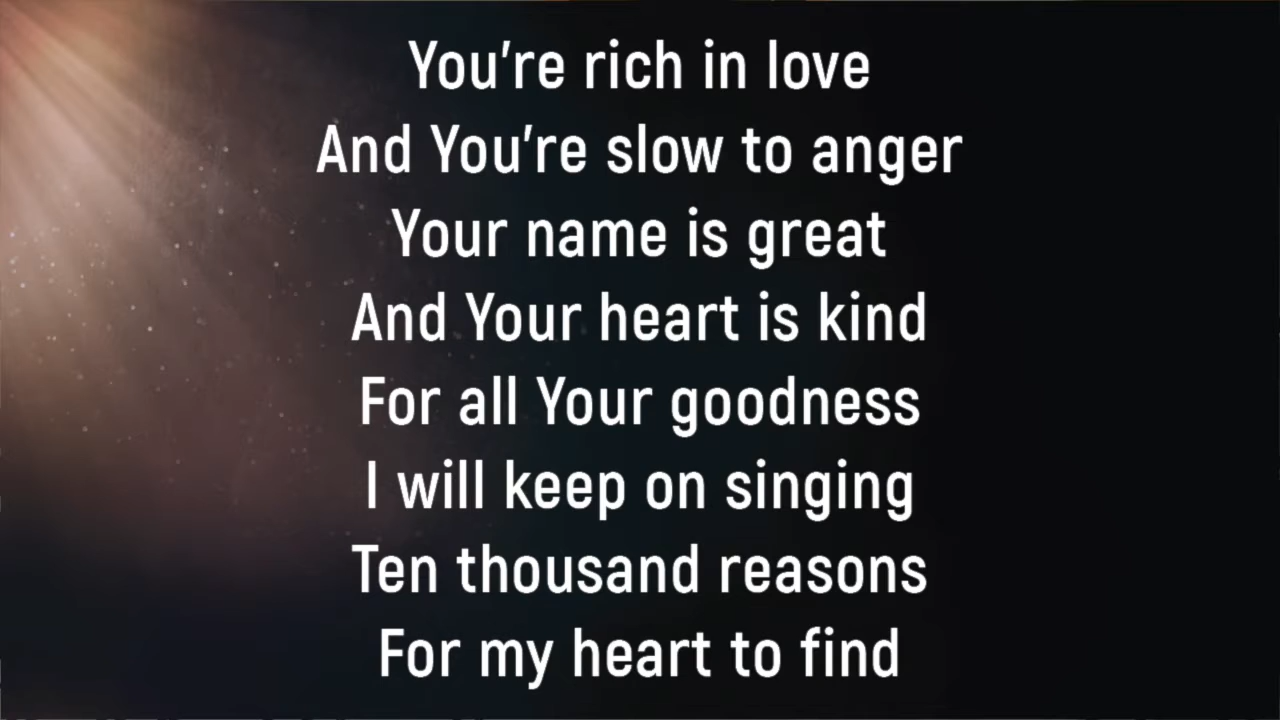 You're rich in love
And You're slow to anger
Your name is great
And Your heart is kind
For all Your goodness
I will keep on singing
Ten thousand reasons
For my heart to find